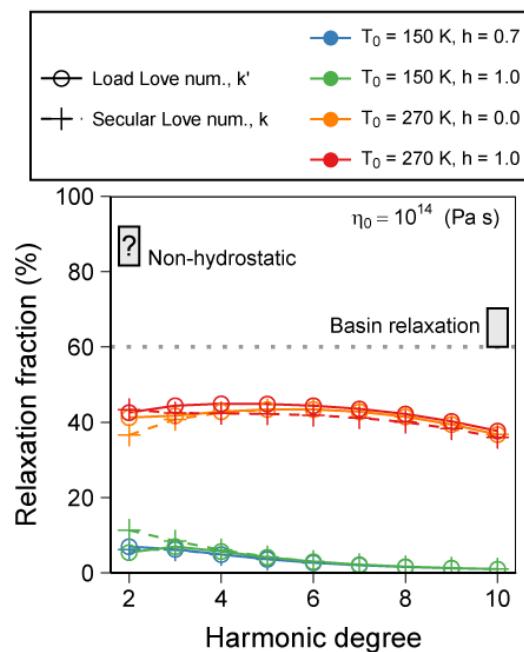 Load Love num., k'
Secular Love num., k
T₀ = 150 K, h = 0.7
T₀ = 150 K, h = 1.0
T₀ = 270 K, h = 0.0
T₀ = 270 K, h = 1.0
η₀ = 10¹⁴ (Pa s)
?
Non-hydrostatic
Basin relaxation
Relaxation fraction (%)
100
80
60
40
20
0
2 4 6 8 10
Harmonic degree